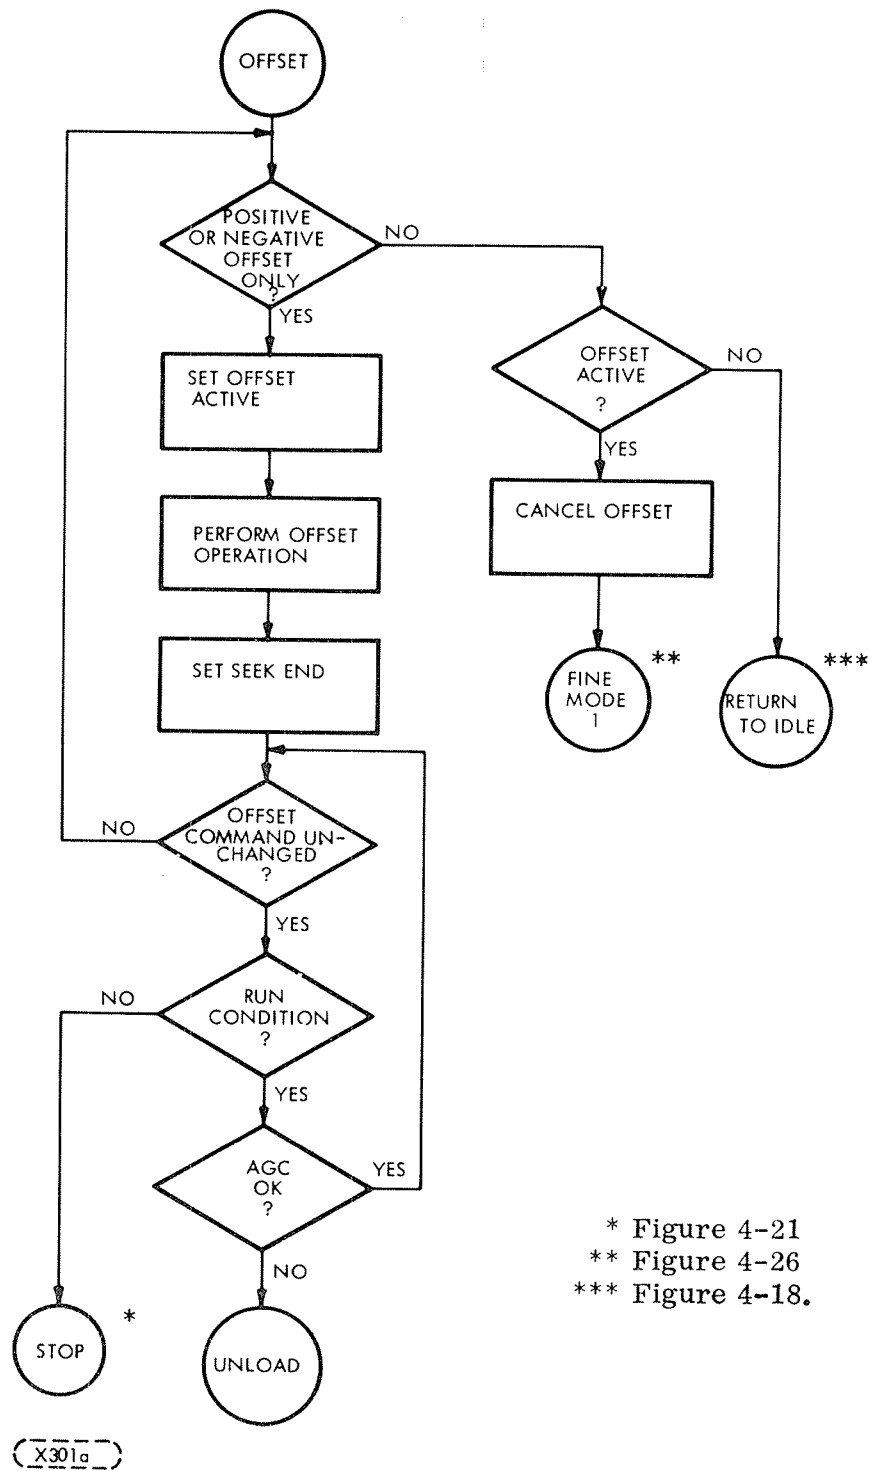 OFFSET
POSITIVE
OR NEGATIVE
OFFSET
ONLY
?
NO
YES
OFFSET
ACTIVE
?
NO
YES
SET OFFSET
ACTIVE
CANCEL OFFSET
PERFORM OFFSET
OPERATION
SET SEEK END
FINE
MODE
1
**
RETURN
TO IDLE
***
OFFSET
COMMAND UN-
CHANGED
?
NO
YES
RUN
CONDITION
?
NO
YES
AGC
OK
?
YES
NO
STOP
*
UNLOAD
* Figure 4-21
** Figure 4-26
*** Figure 4-18.
X301a